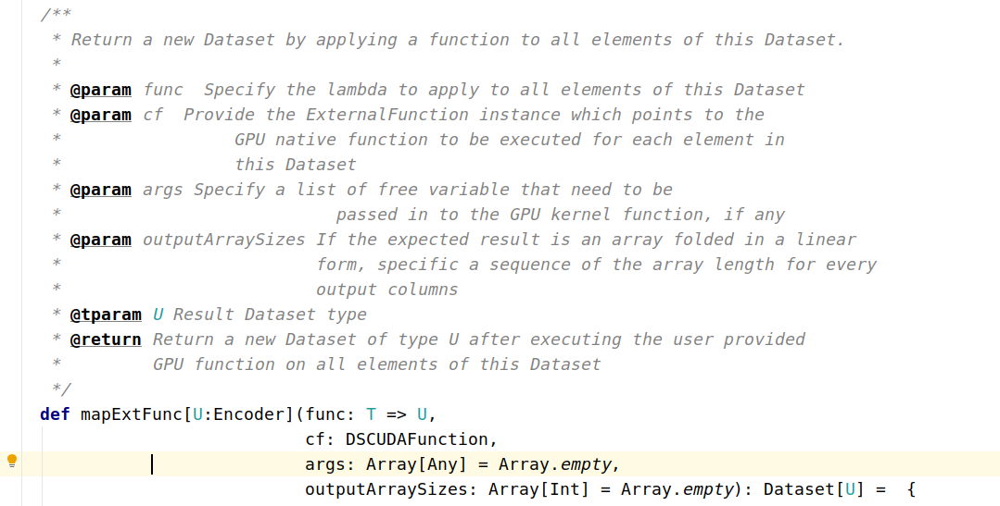 /**
 * Return a new Dataset by applying a function to all elements of this Dataset.
 *
 * @param func  Specify the lambda to apply to all elements of this Dataset
 * @param cf  Provide the ExternalFunction instance which points to the
 *                 GPU native function to be executed for each element in
 *                 this Dataset
 * @param args Specify a list of free variable that need to be
 *                           passed in to the GPU kernel function, if any
 * @param outputArraySizes If the expected result is an array folded in a linear
 *                         form, specific a sequence of the array length for every
 *                         output columns
 * @tparam U Result Dataset type
 * @return Return a new Dataset of type U after executing the user provided
 *         GPU function on all elements of this Dataset
 */
def mapExtFunc[U:Encoder](func: T => U,
                          cf: DSCUDAFunction,
                          args: Array[Any] = Array.empty,
                          outputArraySizes: Array[Int] = Array.empty): Dataset[U] =  {